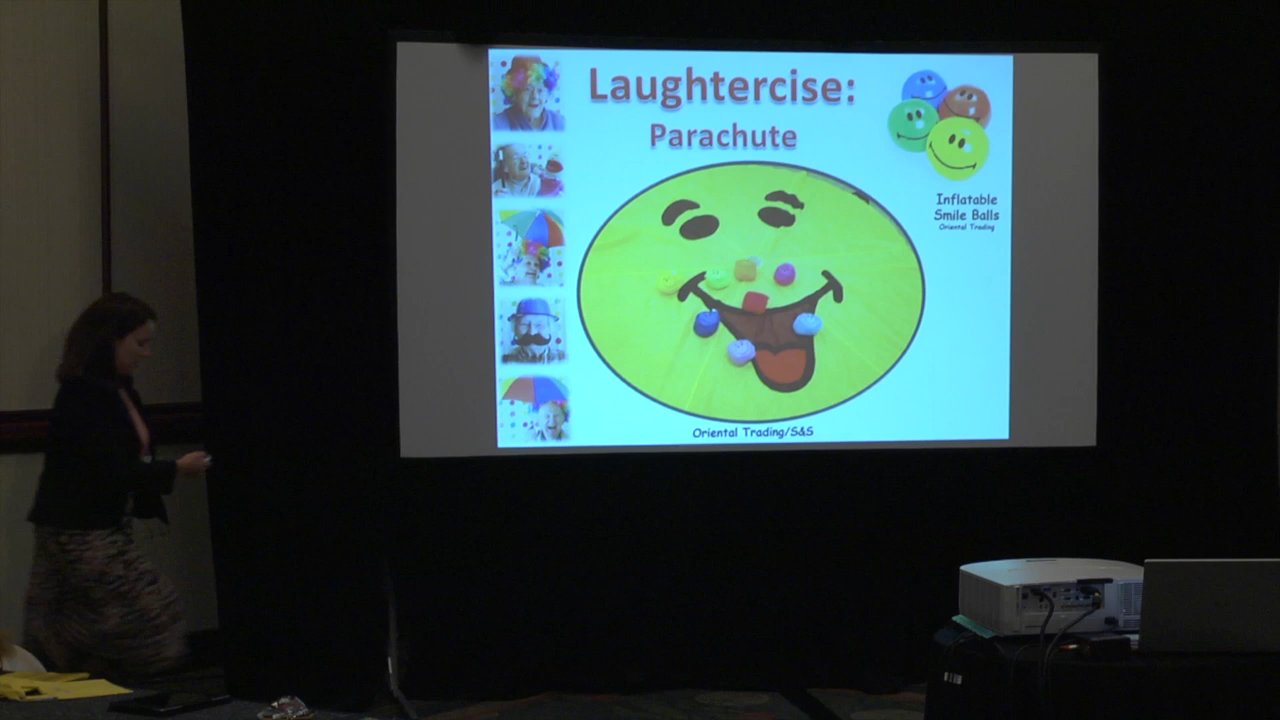 Laughtercise:
Parachute
Inflatable
Smile Balls
Oriental Trading
Oriental Trading/S&S